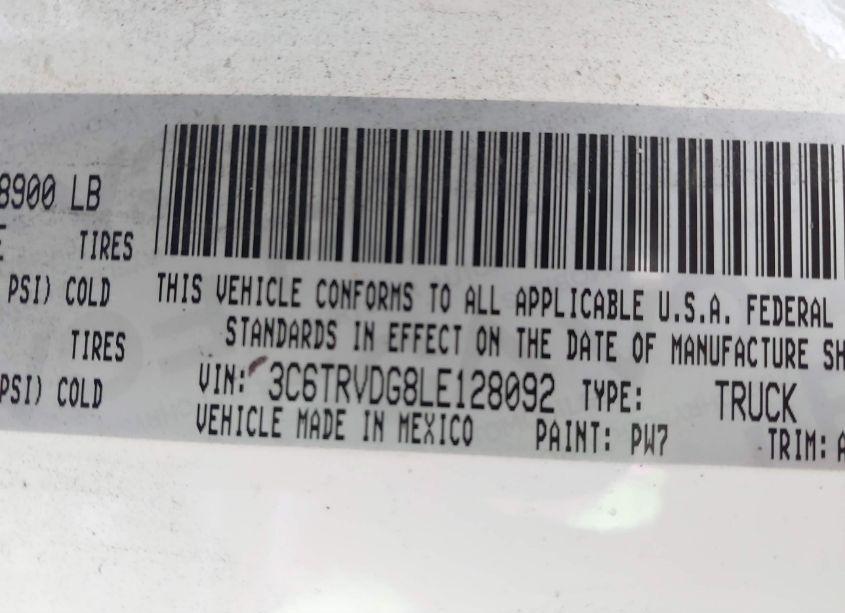 8900 LB
TIRES
PSI) COLD
TIRES
PSI) COLD
THIS VEHICLE CONFORMS TO ALL APPLICABLE U.S.A. FEDERAL
STANDARDS IN EFFECT ON THE DATE OF MANUFACTURE SH
VIN: 3C6TRVDG8LE128092 TYPE: TRUCK
VEHICLE MADE IN MEXICO PAINT: PW7 TRIM: A